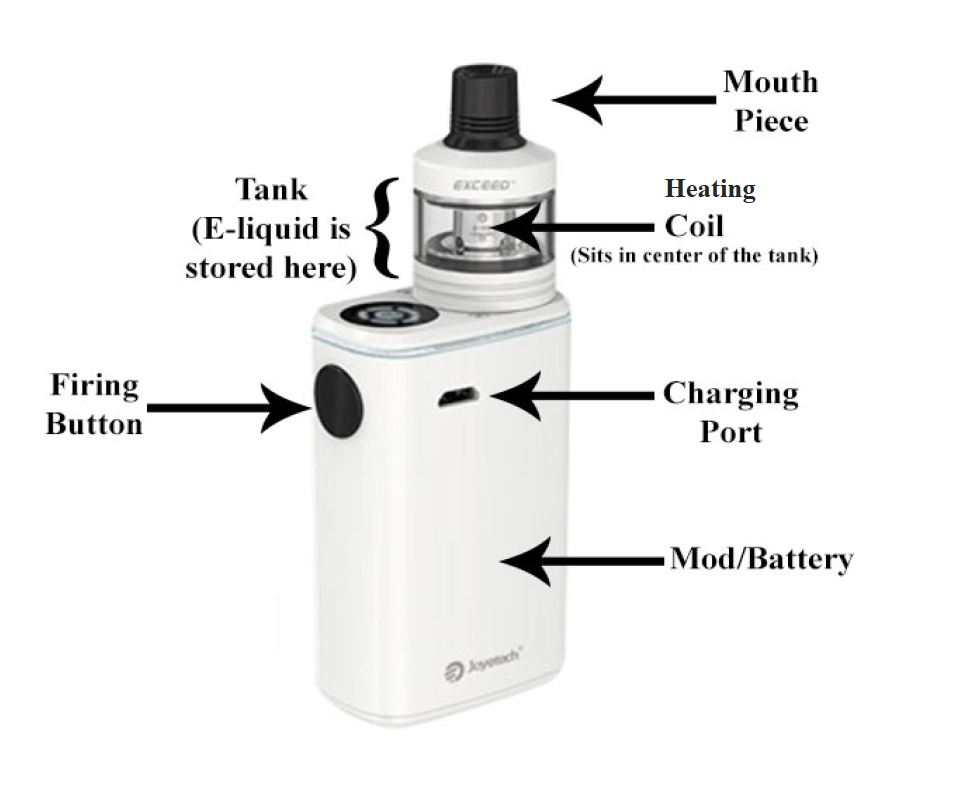 Mouth
Piece
EXCEED™
Tank
(E-liquid is
stored here)
Heating
Coil
(Sits in center of the tank)
Firing
Button
Charging
Port
Mod/Battery
Joyetech®